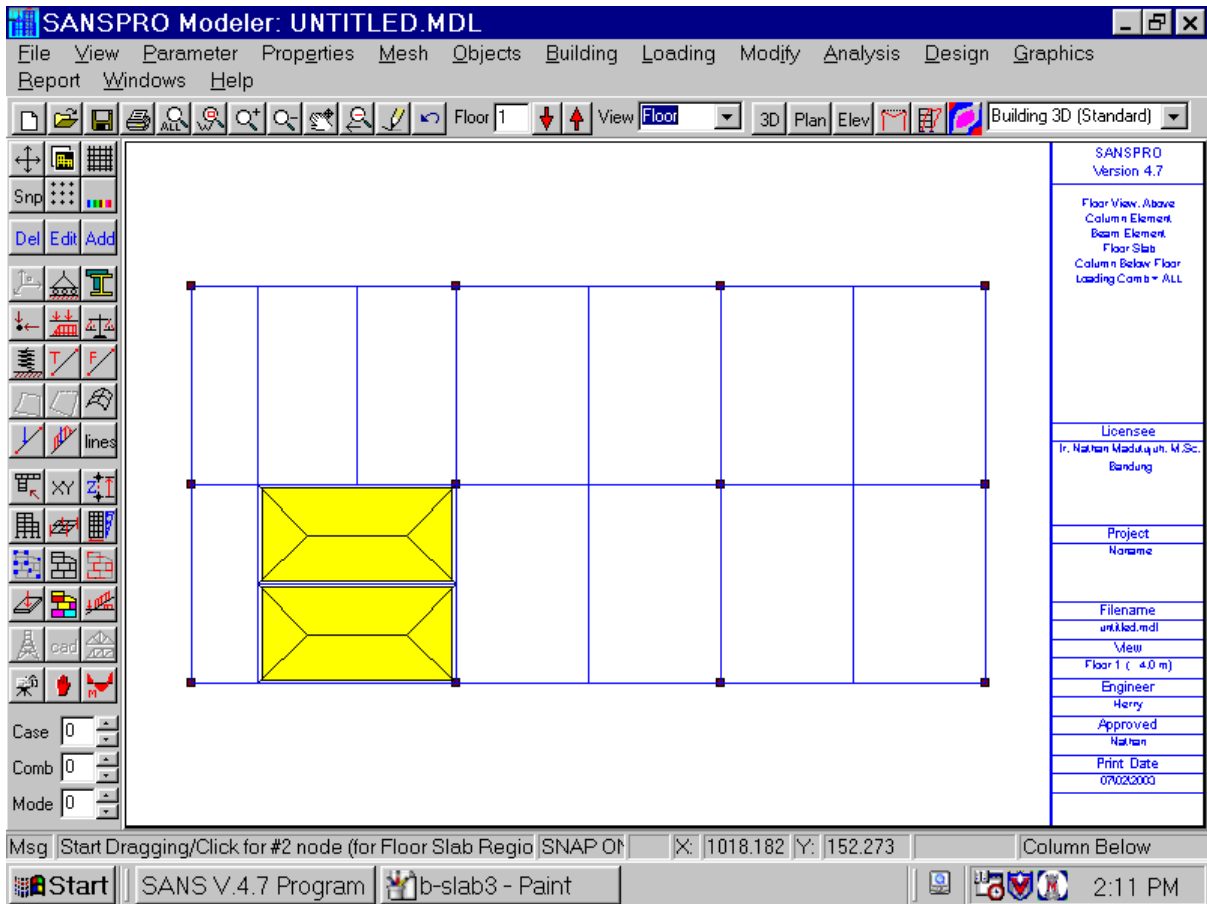 SANSPRO Modeler: UNTITLED.MDL
File View Parameter Properties Mesh Objects Building Loading Modify Analysis Design Graphics
Report Windows Help
ALL Floor 1 View Floor 3D Plan Elev Building 3D (Standard)
Snp
Del Edit Add
T F
lines
XY Z
cad
M
Case 0
Comb 0
Mode 0
SANSPRO
Version 4.7
Floor View. Above
Column Element
Beam Element
Floor Slab
Column Below Floor
Loading Comb = ALL
Licensee
Ir. Nathan Madutujuh. M.Sc.
Bandung
Project
Noname
Filename
untitled.mdl
View
Floor 1 ( 4.0 m)
Engineer
Herry
Approved
Nathan
Print Date
07\02\2000
Msg Start Dragging/Click for #2 node (for Floor Slab Regio SNAP ON X: 1018.182 Y: 152.273 Column Below
Start SANS V.4.7 Program b-slab3 - Paint 2:11 PM